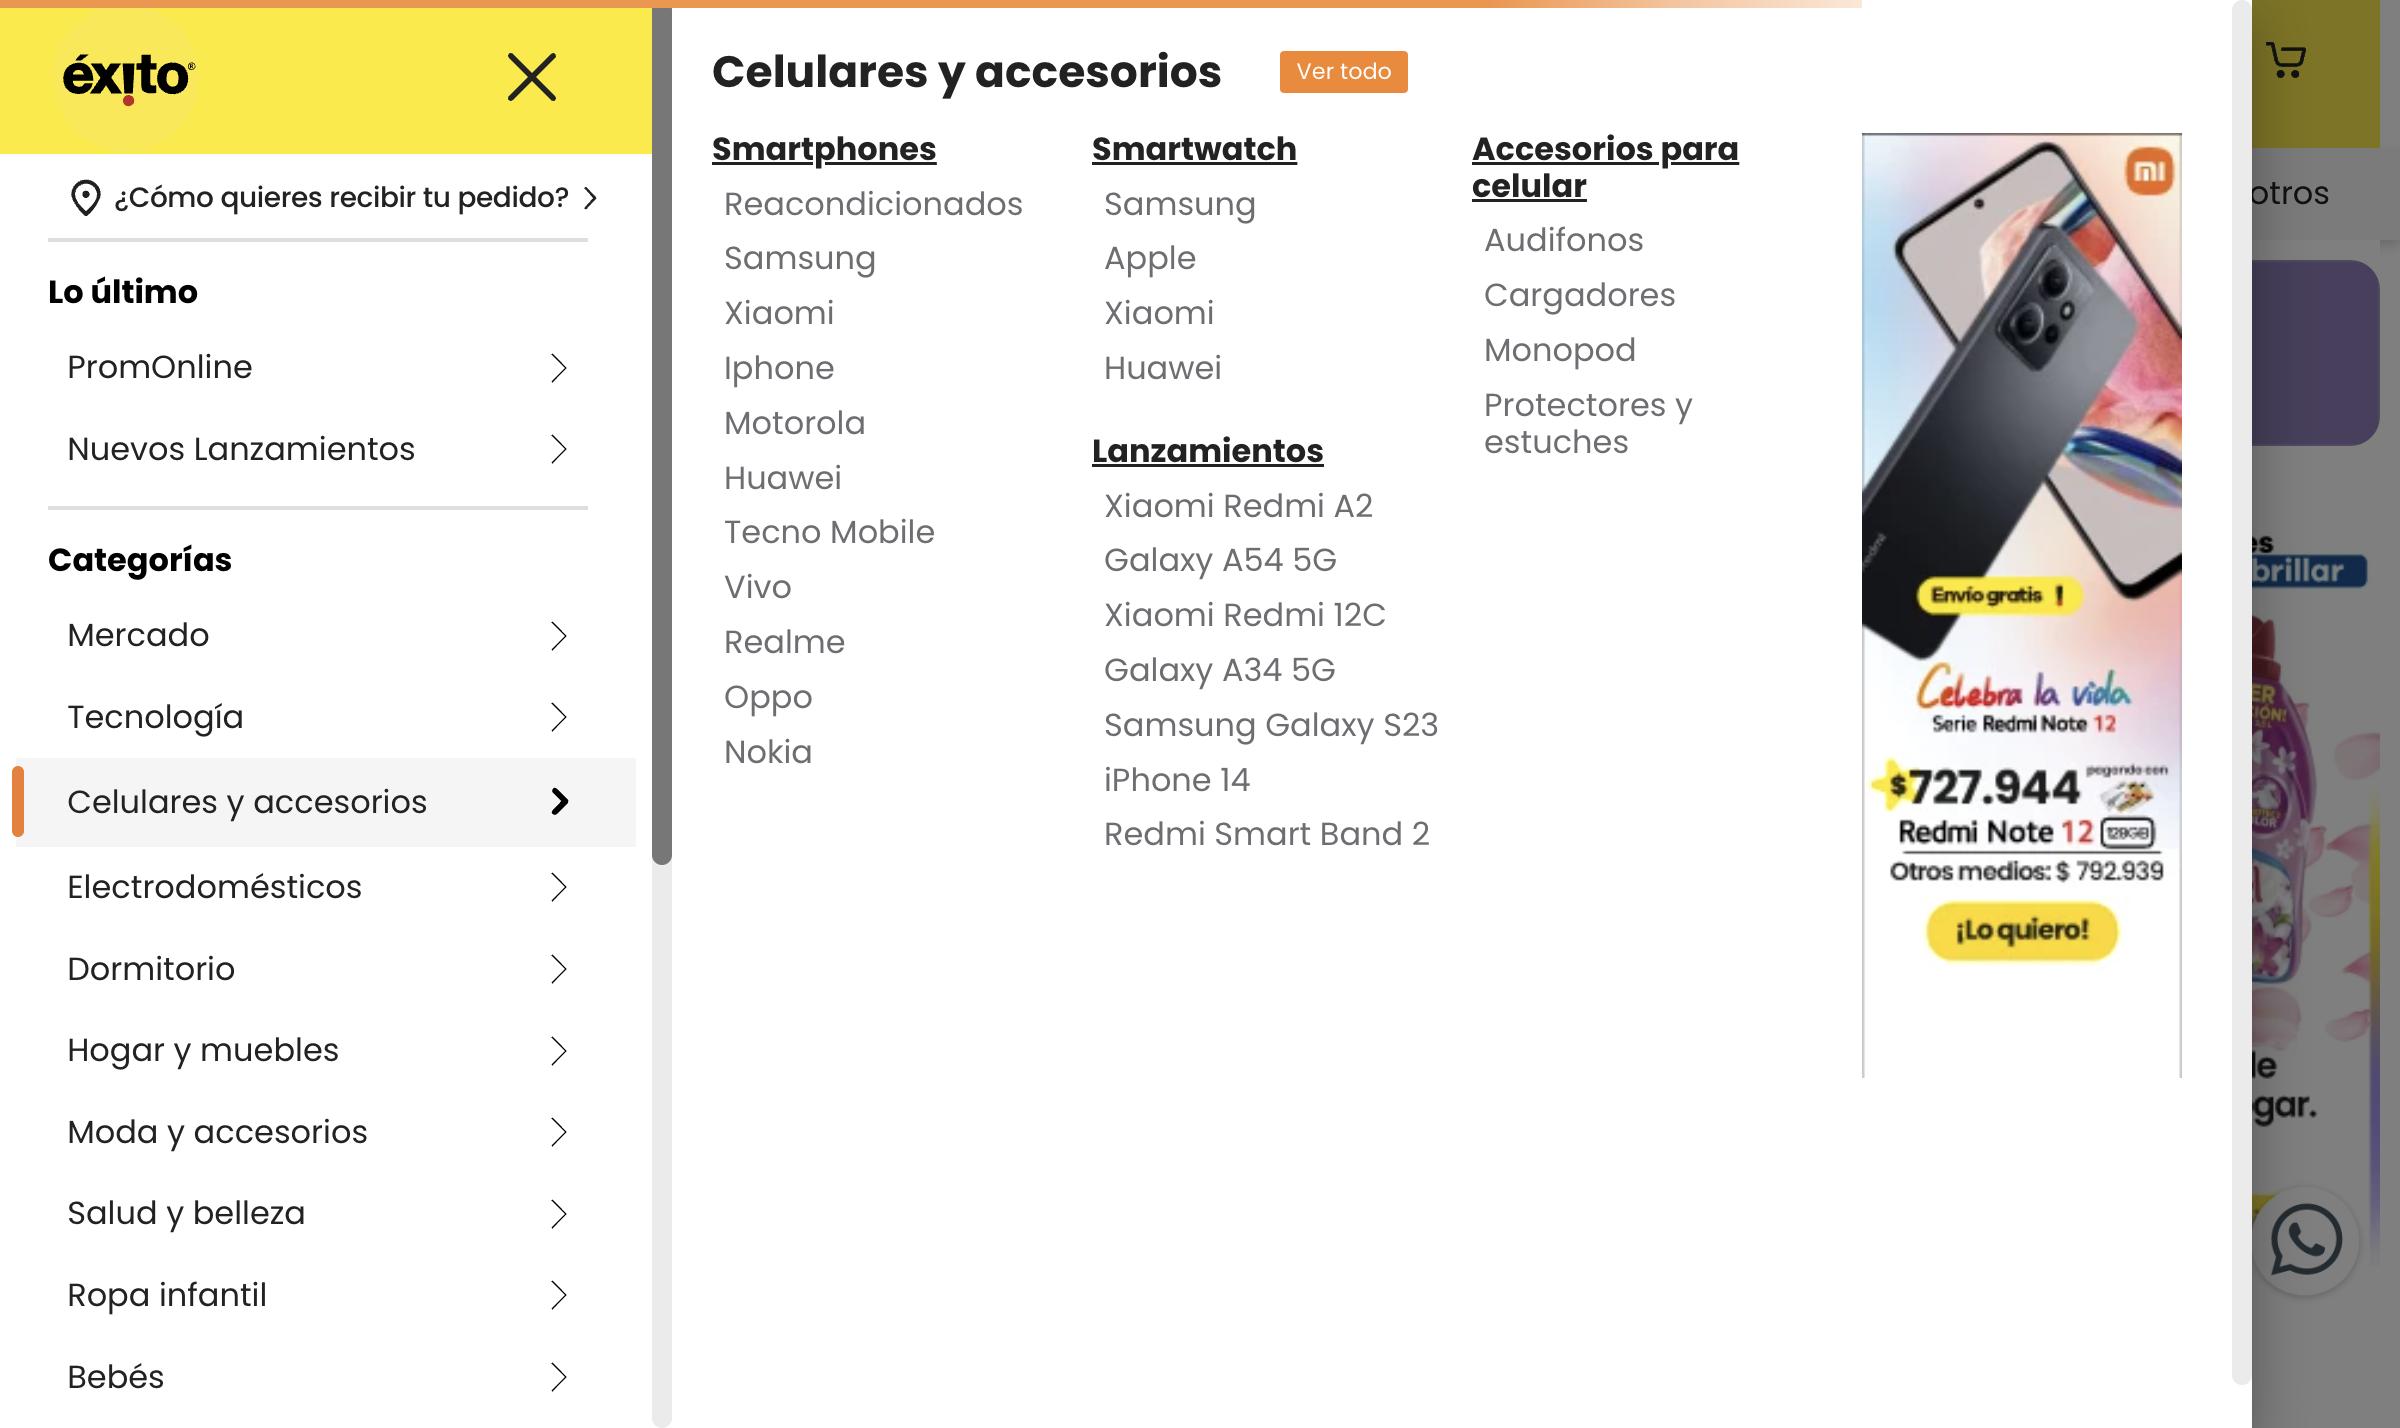 éxito®
¿Cómo quieres recibir tu pedido?
Lo último
PromOnline
Nuevos Lanzamientos
Categorías
Mercado
Tecnología
Celulares y accesorios
Electrodomésticos
Dormitorio
Hogar y muebles
Moda y accesorios
Salud y belleza
Ropa infantil
Bebés
Celulares y accesorios
Ver todo
Smartphones
Reacondicionados
Samsung
Xiaomi
Iphone
Motorola
Huawei
Tecno Mobile
Vivo
Realme
Oppo
Nokia
Smartwatch
Samsung
Apple
Xiaomi
Huawei
Lanzamientos
Xiaomi Redmi A2
Galaxy A54 5G
Xiaomi Redmi 12C
Galaxy A34 5G
Samsung Galaxy S23
iPhone 14
Redmi Smart Band 2
Accesorios para
celular
Audifonos
Cargadores
Monopod
Protectores y
estuches
mi
Redmi
Envío gratis
Celebra la vida
Serie Redmi Note 12
$727.944 pagando con
Redmi Note 12 128GB
Otros medios: $ 792.939
¡Lo quiero!
otros
es
brillar
gar.